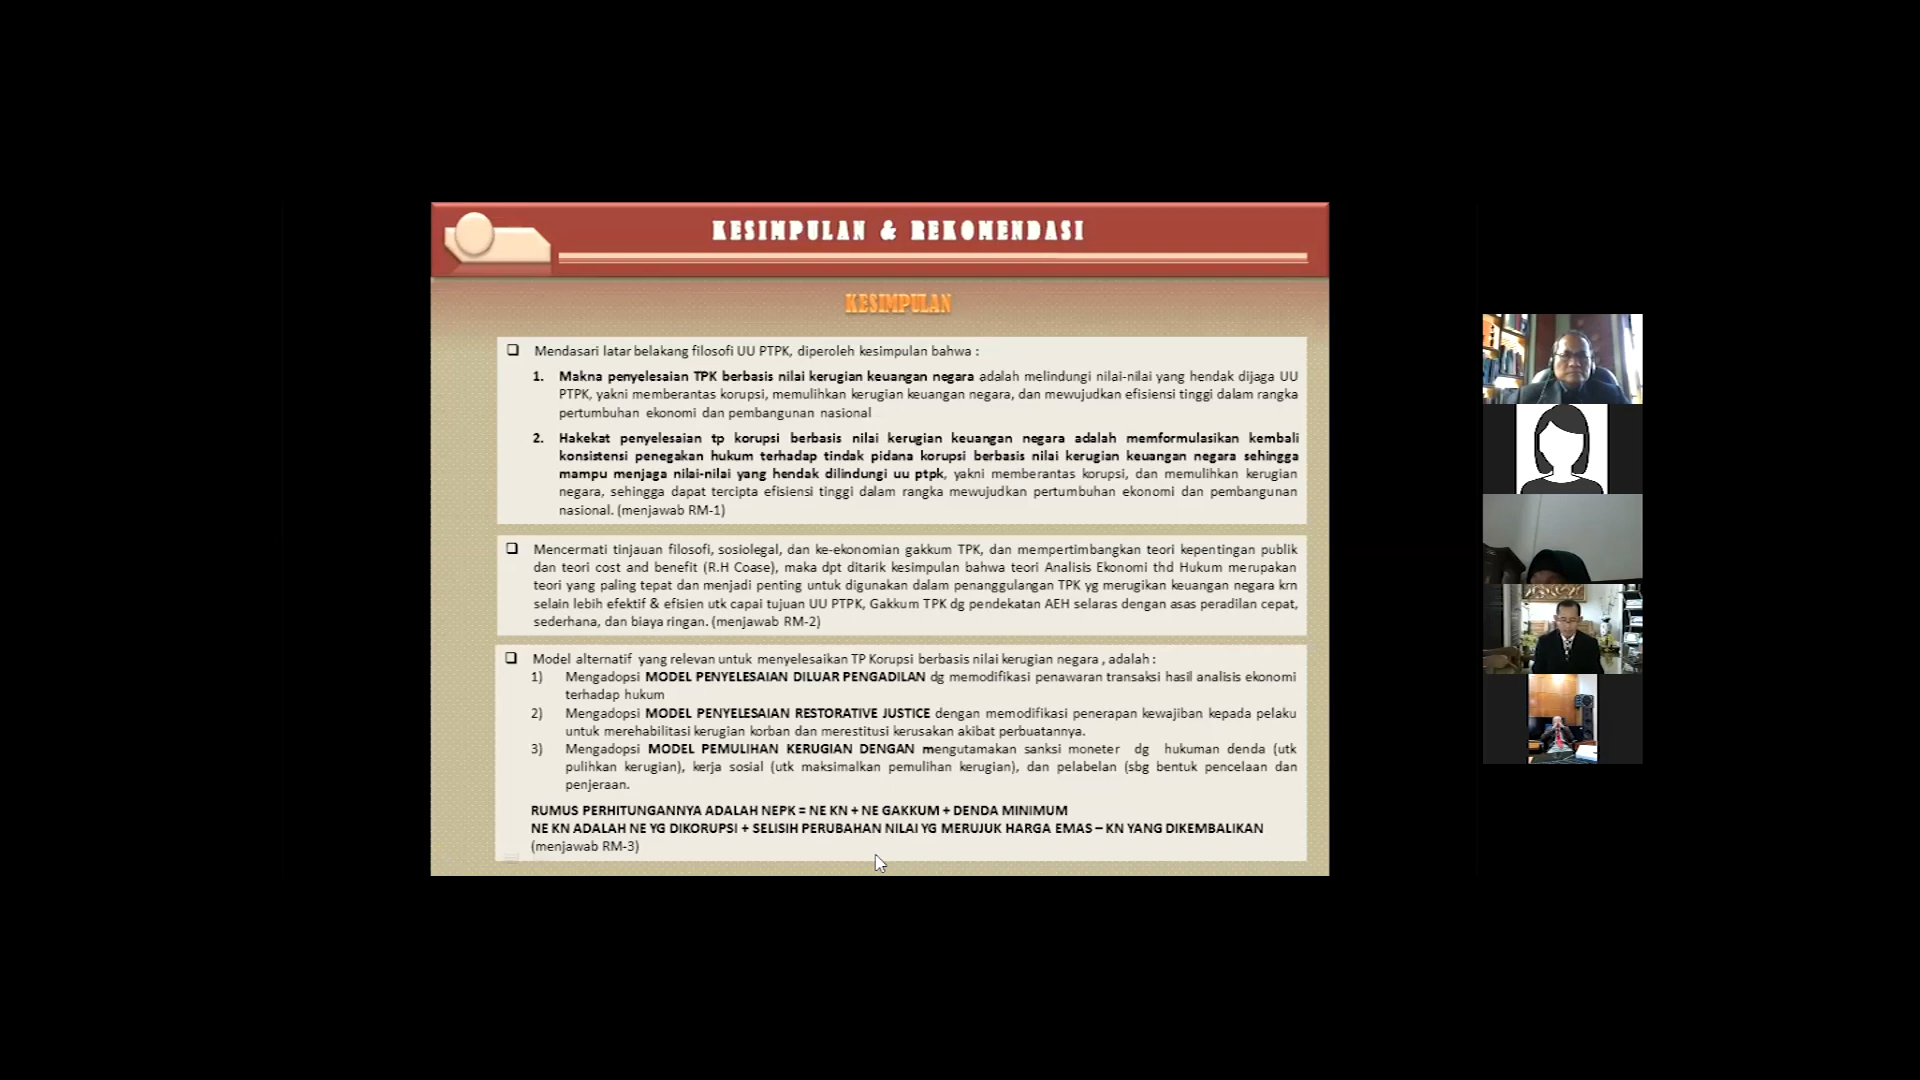 KESIMPULAN & REKOMENDASI
KESIMPULAN
Mendasari latar belakang filosofi UU PTPK, diperoleh kesimpulan bahwa :
1. Makna penyelesaian TPK berbasis nilai kerugian keuangan negara adalah melindungi nilai-nilai yang hendak dijaga UU
PTPK, yakni memberantas korupsi, memulihkan kerugian keuangan negara, dan mewujudkan efisiensi tinggi dalam rangka
pertumbuhan ekonomi dan pembangunan nasional
2. Hakekat penyelesaian tp korupsi berbasis nilai kerugian keuangan negara adalah memformulasikan kembali
konsistensi penegakan hukum terhadap tindak pidana korupsi berbasis nilai kerugian keuangan negara sehingga
mampu menjaga nilai-nilai yang hendak dilindungi uu ptpk, yakni memberantas korupsi, dan memulihkan kerugian
negara, sehingga dapat tercipta efisiensi tinggi dalam rangka mewujudkan pertumbuhan ekonomi dan pembangunan
nasional. (menjawab RM-1)
Mencermati tinjauan filosofi, sosiolegal, dan ke-ekonomian gakkum TPK, dan mempertimbangkan teori kepentingan publik
dan teori cost and benefit (R.H Coase), maka dpt ditarik kesimpulan bahwa teori Analisis Ekonomi thd Hukum merupakan
teori yang paling tepat dan menjadi penting untuk digunakan dalam penanggulangan TPK yg merugikan keuangan negara krn
selain lebih efektif & efisien utk capai tujuan UU PTPK, Gakkum TPK dg pendekatan AEH selaras dengan asas peradilan cepat,
sederhana, dan biaya ringan. (menjawab RM-2)
Model alternatif yang relevan untuk menyelesaikan TP Korupsi berbasis nilai kerugian negara , adalah :
1) Mengadopsi MODEL PENYELESAIAN DILUAR PENGADILAN dg memodifikasi penawaran transaksi hasil analisis ekonomi
terhadap hukum
2) Mengadopsi MODEL PENYELESAIAN RESTORATIVE JUSTICE dengan memodifikasi penerapan kewajiban kepada pelaku
untuk merehabilitasi kerugian korban dan merestitusi kerusakan akibat perbuatannya.
3) Mengadopsi MODEL PEMULIHAN KERUGIAN DENGAN mengutamakan sanksi moneter dg hukuman denda (utk
pulihkan kerugian), kerja sosial (utk maksimalkan pemulihan kerugian), dan pelabelan (sbg bentuk pencelaan dan
penjeraan.
RUMUS PERHITUNGANNYA ADALAH NEPK = NE KN + NE GAKKUM + DENDA MINIMUM
NE KN ADALAH NE YG DIKORUPSI + SELISIH PERUBAHAN NILAI YG MERUJUK HARGA EMAS – KN YANG DIKEMBALIKAN
(menjawab RM-3)